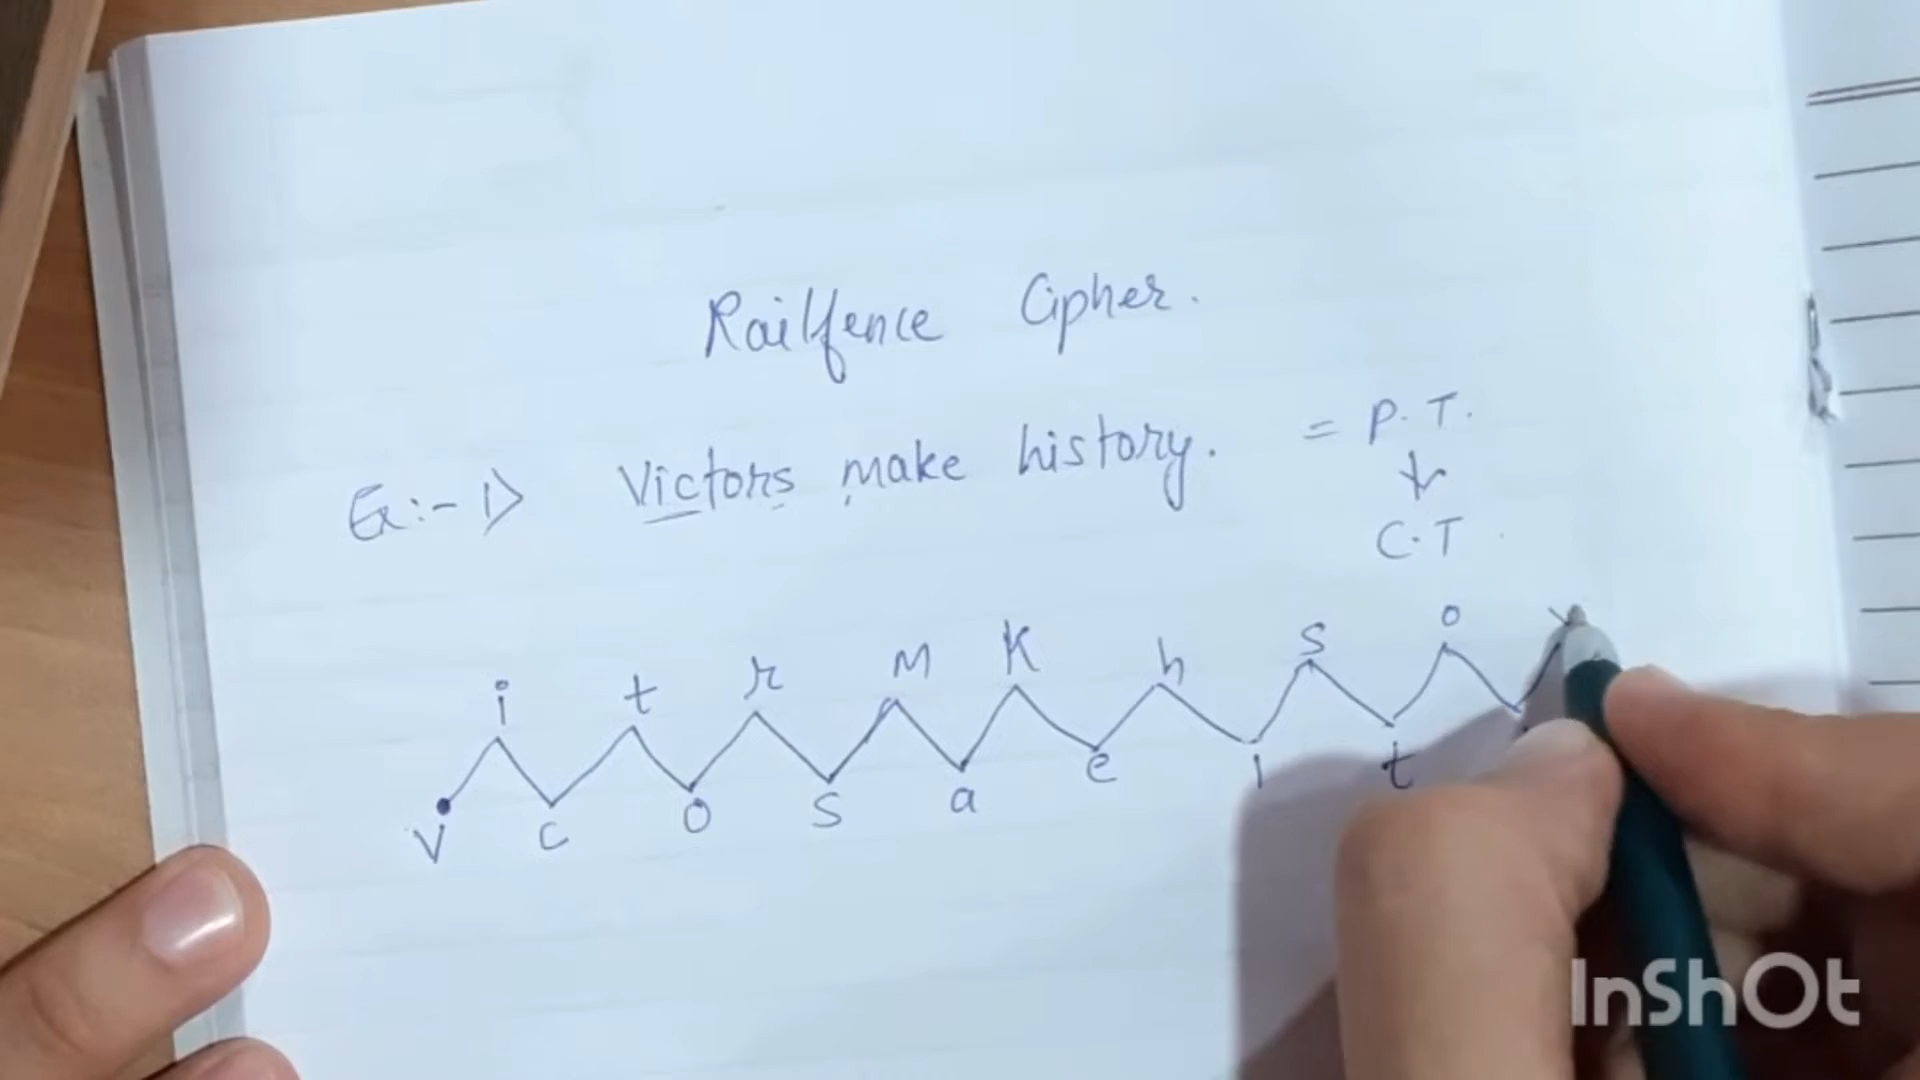 Railfence Cipher.
Ex:- 1) Victors make history. = P.T.
C.T.
i t r M K h s o
V c o s a e i t
InShOt